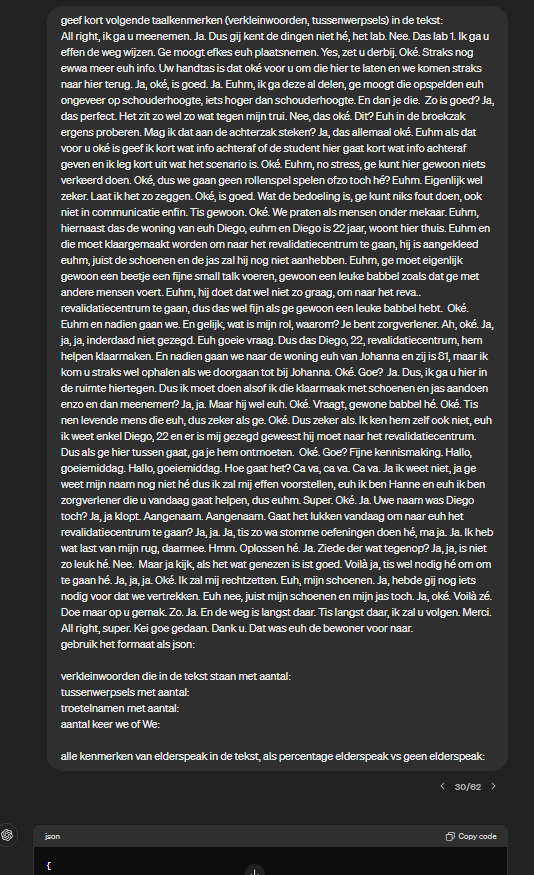 geef kort volgende taalkenmerken (verkleinwoorden, tussenwerpsels) in de tekst:
All right, ik ga u meenemen. Ja. Dus gij kent de dingen niet hé, het lab. Nee. Das lab 1. Ik ga u
effen de weg wijzen. Ge moogt efkes euh plaatsnemen. Yes, zet u derbij. Oké. Straks nog
ewwa meer euh info. Uw handtas is dat oké voor u om die hier te laten en we komen straks
naar hier terug. Ja, oké, is goed. Ja. Euhm, ik ga deze al delen, ge moogt die opspelden euh
ongeveer op schouderhoogte, iets hoger dan schouderhoogte. En dan je die.  Zo is goed? Ja,
das perfect. Het zit zo wel zo wat tegen mijn trui. Nee, das oké. Dit? Euh in de broekzak
ergens proberen. Mag ik dat aan de achterzak steken? Ja, das allemaal oké. Euhm als dat
voor u oké is geef ik kort wat info achteraf of de student hier gaat kort wat info achteraf
geven en ik leg kort uit wat het scenario is. Oké. Euhm, no stress, ge kunt hier gewoon niets
verkeerd doen. Oké, dus we gaan geen rollenspel spelen ofzo toch hé? Euhm. Eigenlijk wel
zeker. Laat ik het zo zeggen. Oké, is goed. Wat de bedoeling is, ge kunt niks fout doen, ook
niet in communicatie enfin. Tis gewoon. Oké. We praten als mensen onder mekaar. Euhm,
hiernaast das de woning van euh Diego, euhm en Diego is 22 jaar, woont hier thuis. Euhm en
die moet klaargemaakt worden om naar het revalidatiecentrum te gaan, hij is aangekleed
euhm, juist de schoenen en de jas zal hij nog niet aanhebben. Euhm, ge moet eigenlijk
gewoon een beetje een fijne small talk voeren, gewoon een leuke babbel zoals dat ge met
andere mensen voert. Euhm, hij doet dat wel niet zo graag, om naar het reva..
revalidatiecentrum te gaan, dus das wel fijn als ge gewoon een leuke babbel hebt.  Oké.
Euhm en nadien gaan we. En gelijk, wat is mijn rol, waarom? Je bent zorgverlener. Ah, oké. Ja,
ja, ja, inderdaad niet gezegd. Euh goeie vraag. Dus das Diego, 22, revalidatiecentrum, hem
helpen klaarmaken. En nadien gaan we naar de woning euh van Johanna en zij is 81, maar ik
kom u straks wel ophalen als we doorgaan tot bij Johanna. Oké. Goe?  Ja. Dus, ik ga u hier in
de ruimte hiertegen. Dus ik moet doen alsof ik die klaarmaak met schoenen en jas aandoen
enzo en dan meenemen? Ja, ja. Maar hij wel euh. Oké. Vraagt, gewone babbel hé. Oké. Tis
nen levende mens die euh, dus zeker als ge. Oké. Dus zeker als. Ik ken hem zelf ook niet, euh
ik weet enkel Diego, 22 en er is mij gezegd geweest hij moet naar het revalidatiecentrum.
Dus als ge hier tussen gaat, ga je hem ontmoeten.  Oké. Goe? Fijne kennismaking. Hallo,
goeiemiddag. Hallo, goeiemiddag. Hoe gaat het? Ca va, ca va. Ca va. Ja ik weet niet, ja ge
weet mijn naam nog niet hé dus ik zal mij effen voorstellen, euh ik ben Hanne en euh ik ben
zorgverlener die u vandaag gaat helpen, dus euhm. Super. Oké. Ja. Uwe naam was Diego
toch? Ja, ja klopt. Aangenaam. Aangenaam. Gaat het lukken vandaag om naar euh het
revalidatiecentrum te gaan? Ja, ja. Ja, tis zo wa stomme oefeningen doen hé, ma ja. Ja. Ik heb
wat last van mijn rug, daarmee. Hmm. Oplossen hé. Ja. Ziede der wat tegenop? Ja, ja, is niet
zo leuk hé. Nee.  Maar ja kijk, als het wat genezen is ist goed. Voilà ja, tis wel nodig hé om om
te gaan hé. Ja, ja, ja. Oké. Ik zal mij rechtzetten. Euh, mijn schoenen. Ja, hebde gij nog iets
nodig voor dat we vertrekken. Euh nee, juist mijn schoenen en mijn jas toch. Ja, oké. Voilà zé.
Doe maar op u gemak. Zo. Ja. En de weg is langst daar. Tis langst daar, ik zal u volgen. Merci.
All right, super. Kei goe gedaan. Dank u. Dat was euh de bewoner voor naar.
gebruik het formaat als json:
verkleinwoorden die in de tekst staan met aantal:
tussenwerpsels met aantal:
troetelnamen met aantal:
aantal keer we of We:
alle kenmerken van elderspeak in de tekst, als percentage elderspeak vs geen elderspeak:
30/62
json Copy code
{